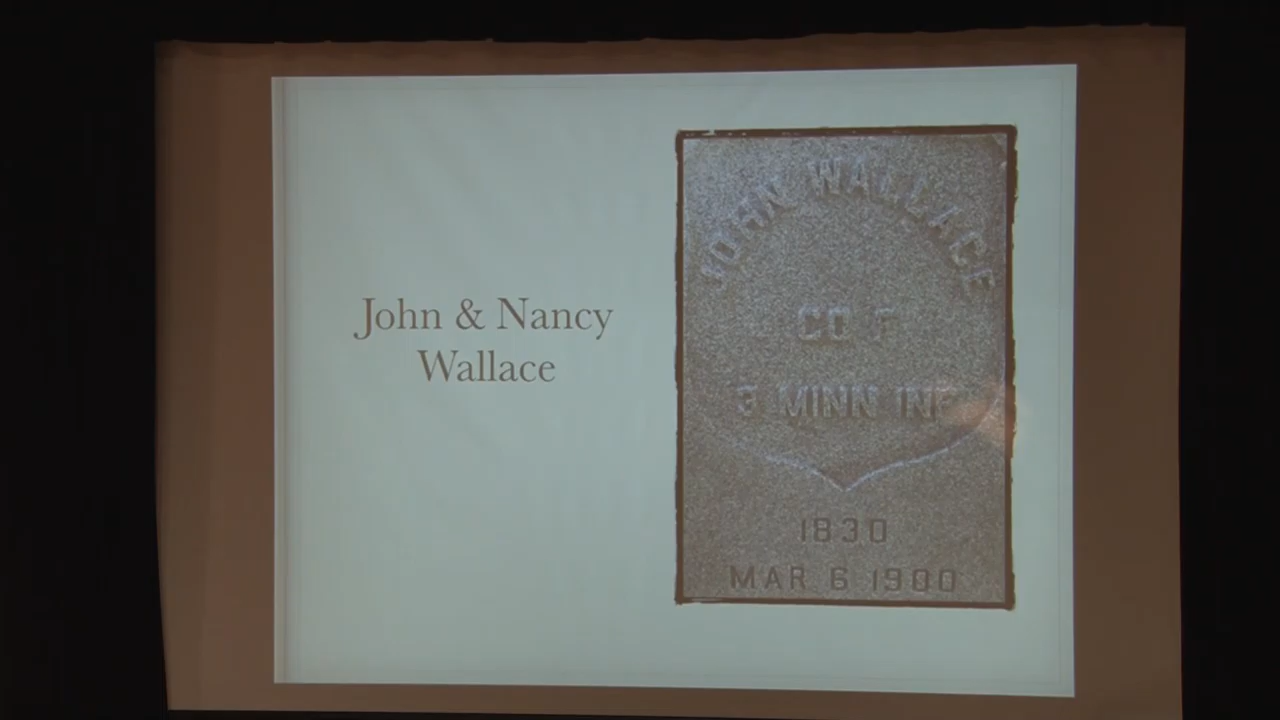 John & Nancy
Wallace
JOHN WALLACE
CO F
3 MINN INF
1830
MAR 6 1900